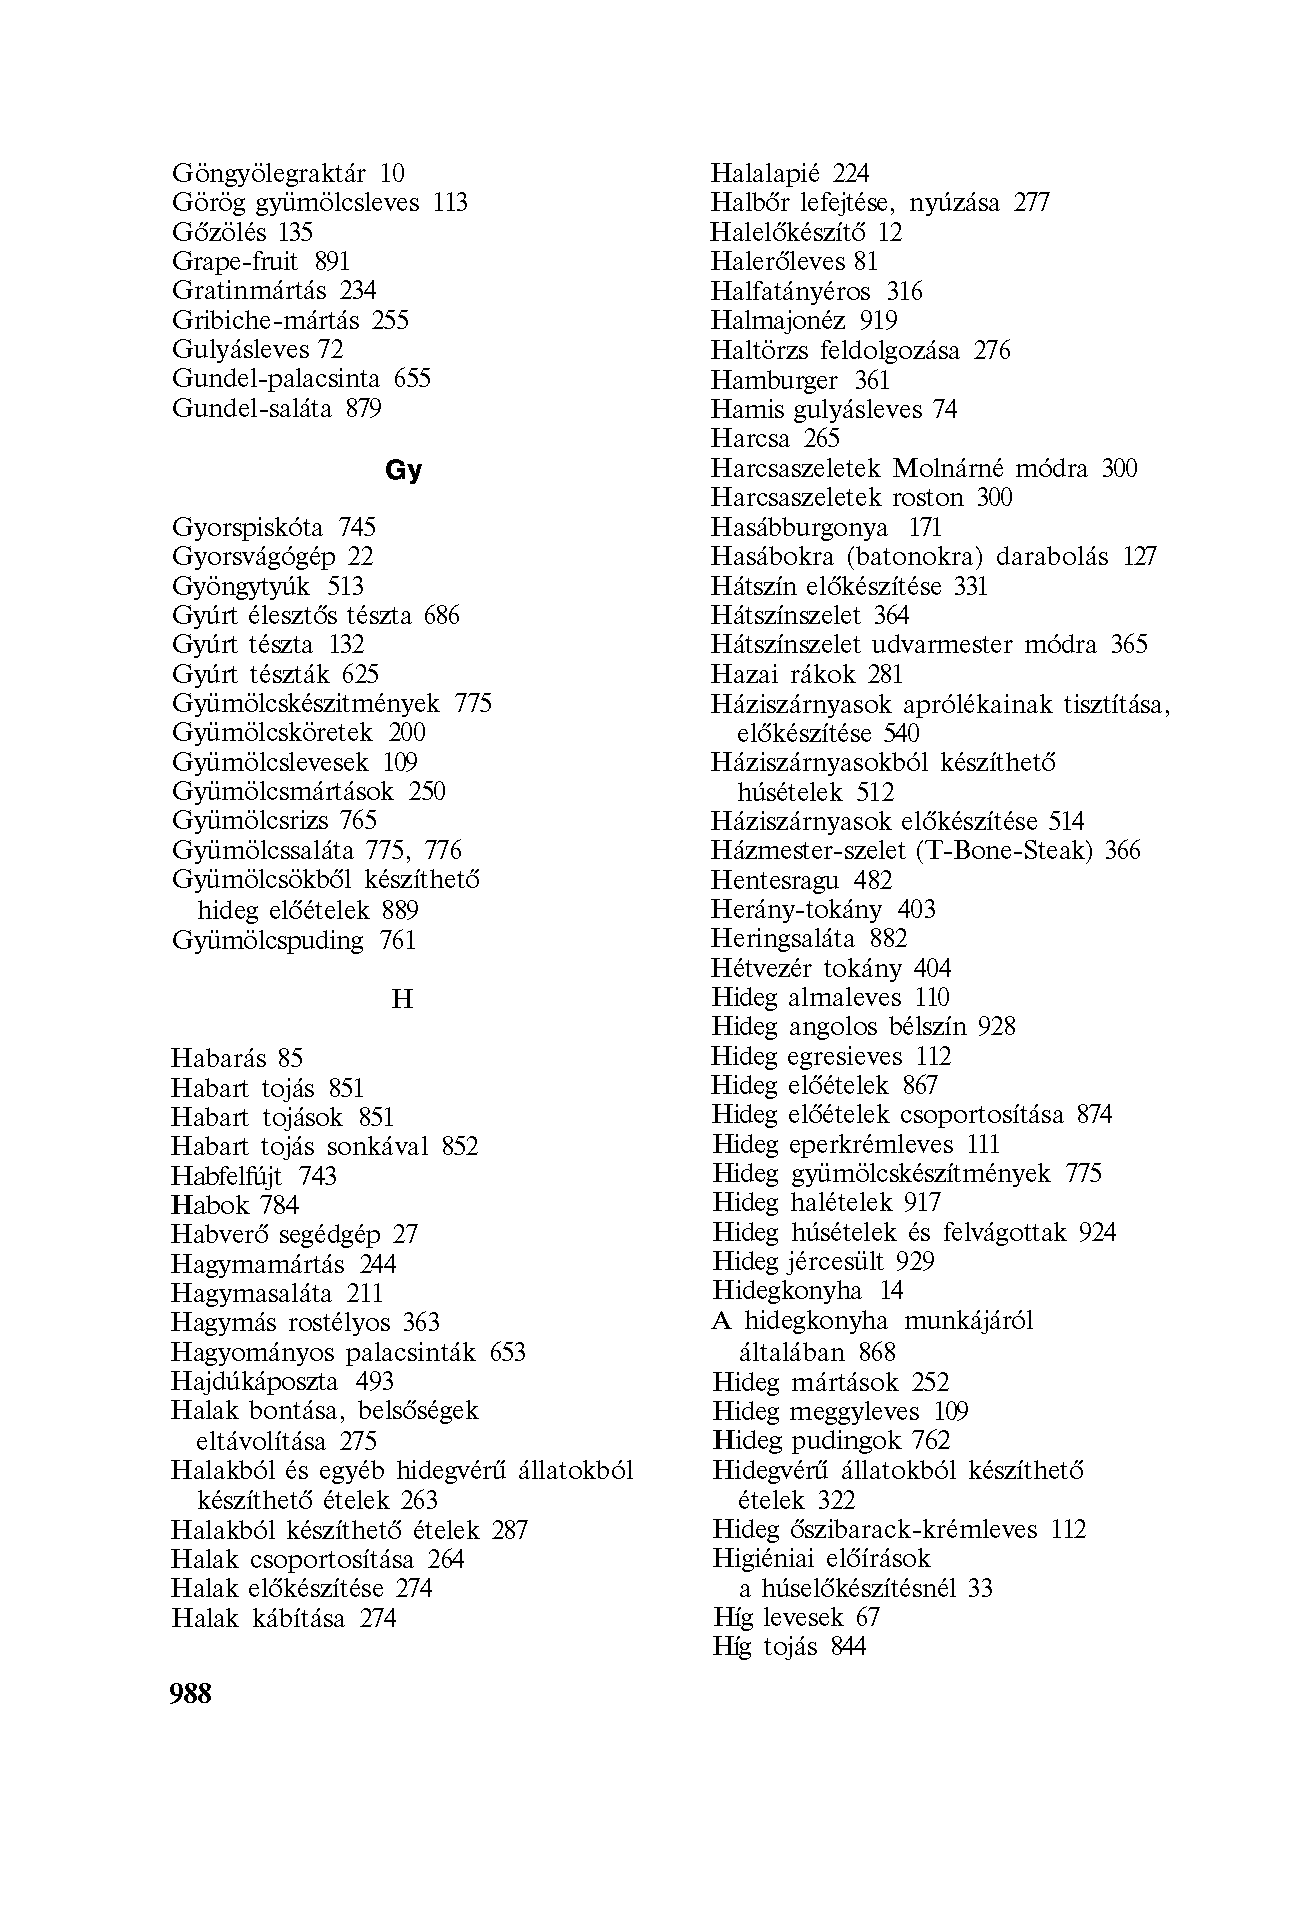 Göngyölegraktár 10
Görög gyümölcsleves 113
Gőzölés 135
Grape-fruit 891
Gratinmártás 234
Gribiche-mártás 255
Gulyásleves 72
Gundel-palacsinta 655
Gundel-saláta 879
Gy
Gyorspiskóta 745
Gyorsvágógép 22
Gyöngytyúk 513
Gyúrt élesztős tészta 686
Gyúrt tészta 132
Gyúrt tészták 625
Gyümölcskészitmények 775
Gyümölcsköretek 200
Gyümölcslevesek 109
Gyümölcsmártások 250
Gyümölcsrizs 765
Gyümölcssaláta 775, 776
Gyümölcsökből készíthető
hideg előételek 889
Gyümölcspuding 761
H
Habarás 85
Habart tojás 851
Habart tojások 851
Habart tojás sonkával 852
Habfelfújt 743
Habok 784
Habverő segédgép 27
Hagymamártás 244
Hagymasaláta 211
Hagymás rostélyos 363
Hagyományos palacsinták 653
Hajdúkáposzta 493
Halak bontása, belsőségek
eltávolítása 275
Halakból és egyéb hidegvérű állatokból
készíthető ételek 263
Halakból készíthető ételek 287
Halak csoportosítása 264
Halak előkészítése 274
Halak kábítása 274
Halalapié 224
Halbőr lefejtése, nyúzása 277
Halelőkészítő 12
Halerőleves 81
Halfatányéros 316
Halmajonéz 919
Haltörzs feldolgozása 276
Hamburger 361
Hamis gulyásleves 74
Harcsa 265
Harcsaszeletek Molnárné módra 300
Harcsaszeletek roston 300
Hasábburgonya 171
Hasábokra (batonokra) darabolás 127
Hátszín előkészítése 331
Hátszínszelet 364
Hátszínszelet udvarmester módra 365
Hazai rákok 281
Háziszárnyasok aprólékainak tisztítása,
előkészítése 540
Háziszárnyasokból készíthető
húsételek 512
Háziszárnyasok előkészítése 514
Házmester-szelet (T-Bone-Steak) 366
Hentesragu 482
Herány-tokány 403
Heringsaláta 882
Hétvezér tokány 404
Hideg almaleves 110
Hideg angolos bélszín 928
Hideg egresieves 112
Hideg előételek 867
Hideg előételek csoportosítása 874
Hideg eperkrémleves 111
Hideg gyümölcskészítmények 775
Hideg halételek 917
Hideg húsételek és felvágottak 924
Hideg jércesült 929
Hidegkonyha 14
A hidegkonyha munkájáról
általában 868
Hideg mártások 252
Hideg meggyleves 109
Hideg pudingok 762
Hidegvérű állatokból készíthető
ételek 322
Hideg őszibarack-krémleves 112
Higiéniai előírások
a húselőkészítésnél 33
Híg levesek 67
Híg tojás 844
988